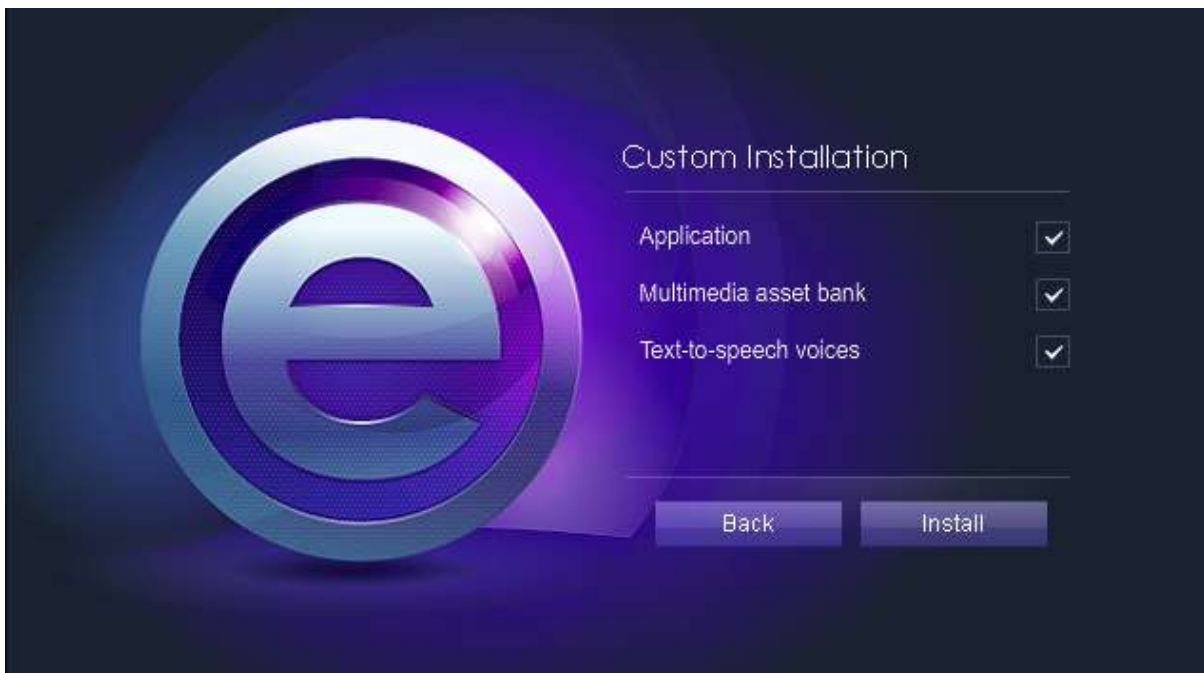 Custom Installation
Application
Multimedia asset bank
Text-to-speech voices
Back
Install